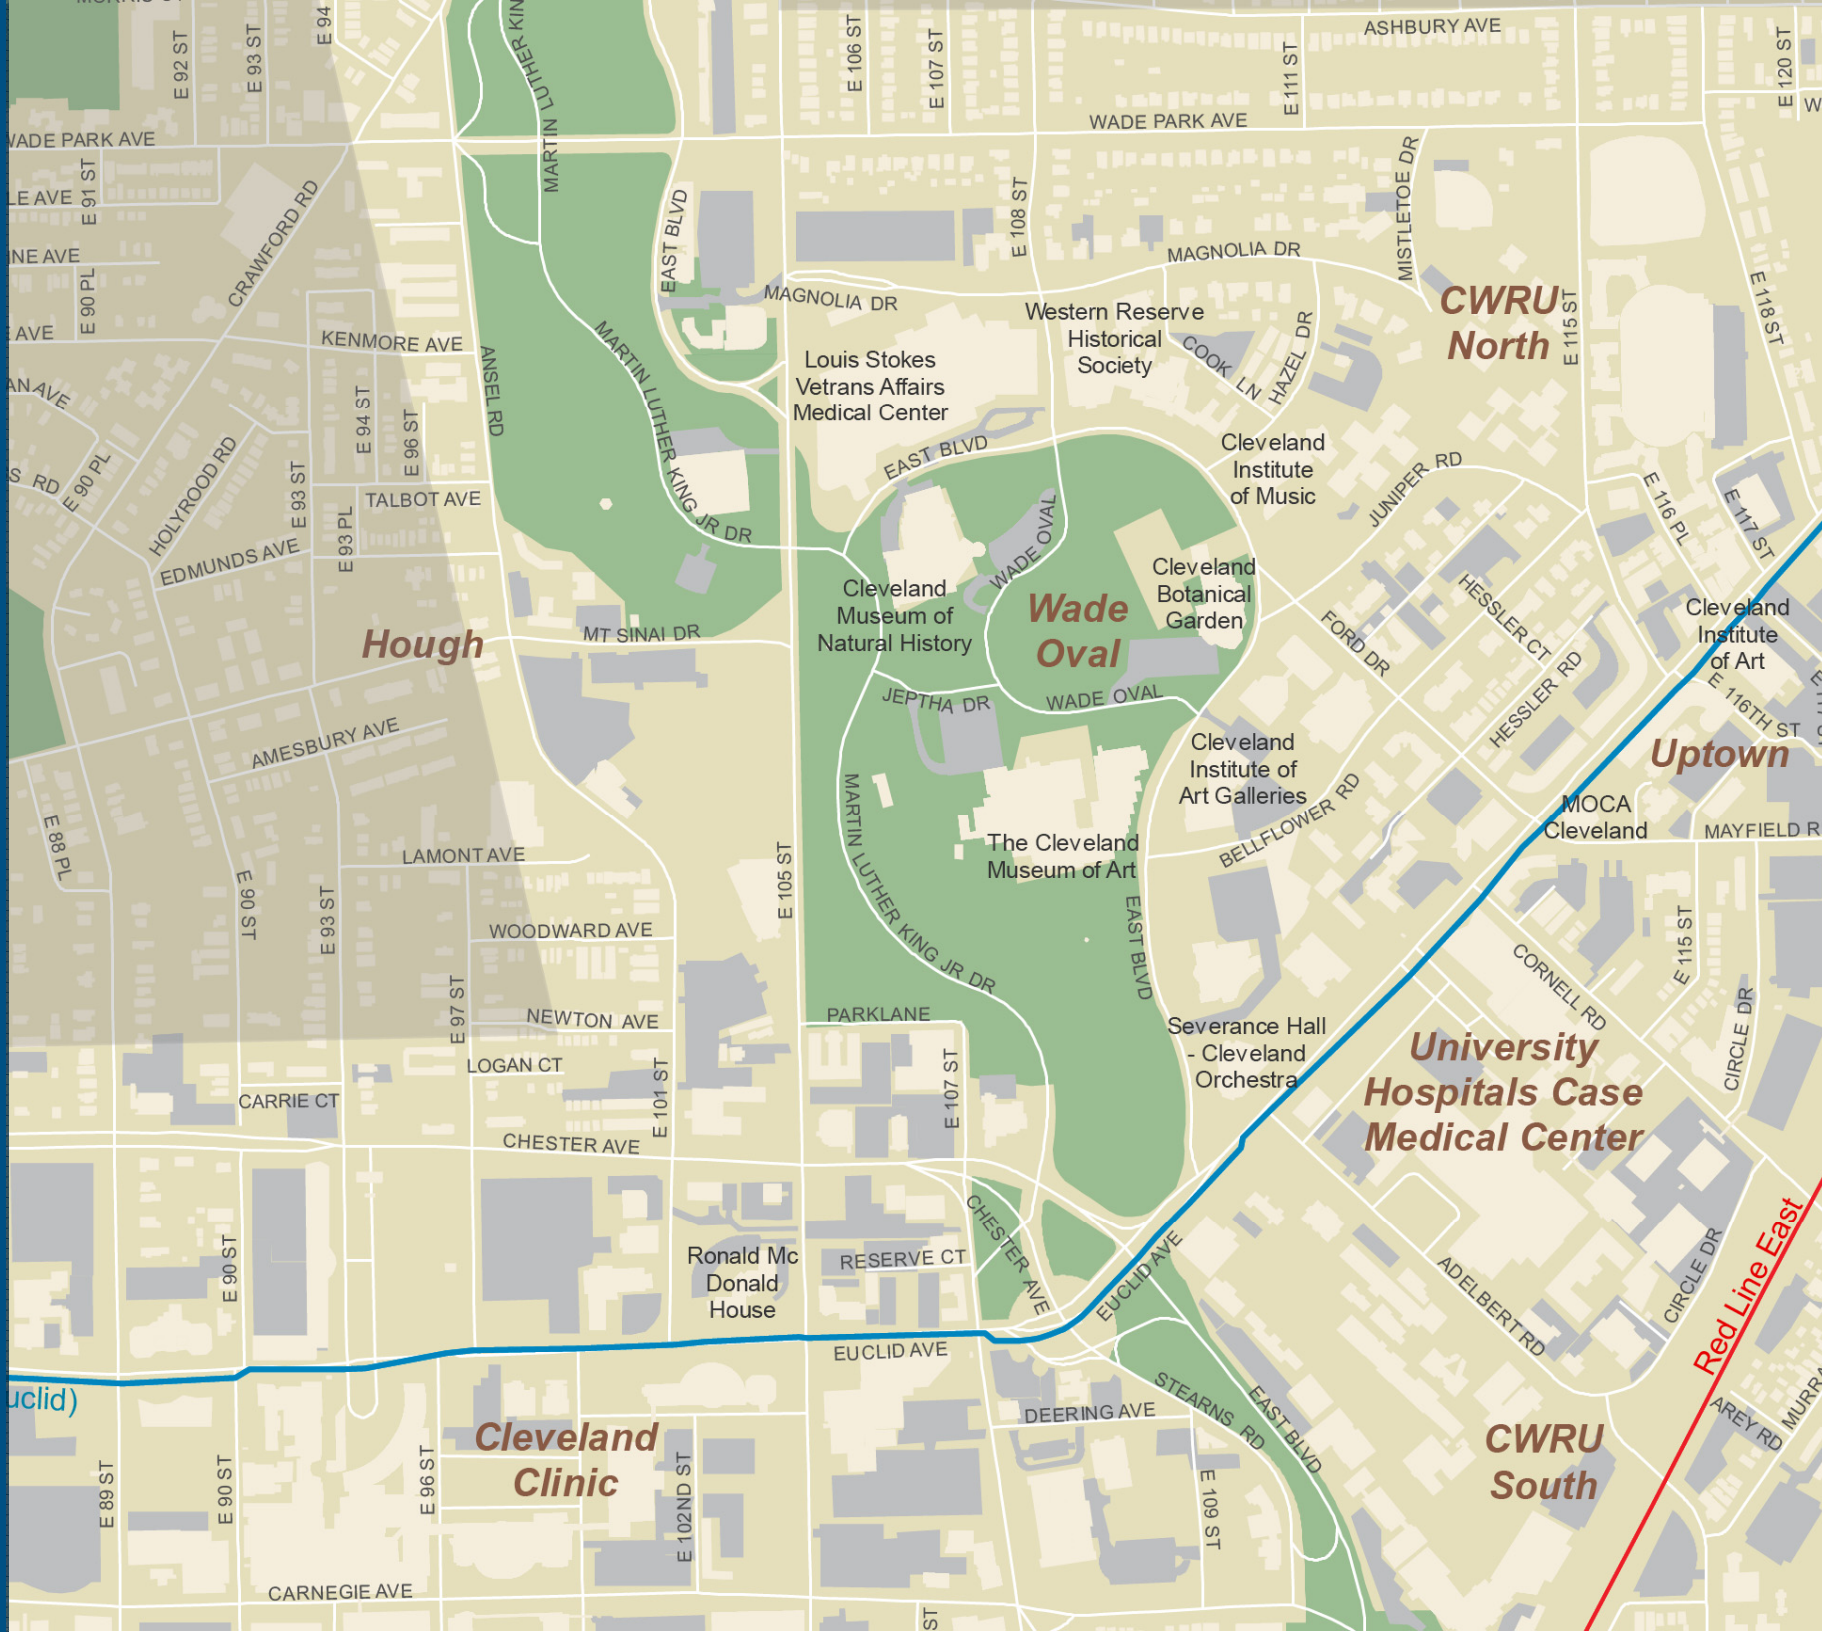 ASHBURY AVE
E 94
E 92 ST
E 93 ST
MARTIN LUTHER KIN
E 106 ST
E 107 ST
E 111 ST
E 120 ST
WADE PARK AVE
WADE PARK AVE
E 91 ST
LE AVE
CRAWFORD RD
EAST BLVD
E 108 ST
MISTLETOE DR
INE AVE
E 90 PL
E AVE
MAGNOLIA DR
MAGNOLIA DR
CWRU
North
E 115 ST
E 118 ST
KENMORE AVE
ANSEL RD
MARTIN LUTHER KING JR DR
Louis Stokes
Vetrans Affairs
Medical Center
Western Reserve
Historical
Society
COOK LN
HAZEL DR
AN AVE
E 94 ST
E 96 ST
S RD
E 90 PL
HOLYROOD RD
E 93 ST
E 93 PL
TALBOT AVE
EDMUNDS AVE
EAST BLVD
WADE OVAL
Cleveland
Institute
of Music
JUNIPER RD
E 116 PL
E 117 ST
Cleveland
Museum of
Natural History
Wade
Oval
Cleveland
Botanical
Garden
FORD DR
HESSLER CT
HESSLER RD
Cleveland
Institute
of Art
E 116TH ST
Uptown
Hough
MT SINAI DR
JEPTHA DR
WADE OVAL
AMESBURY AVE
E 88 PL
Cleveland
Institute of
Art Galleries
BELLFLOWER RD
MOCA
Cleveland
MAYFIELD R
The Cleveland
Museum of Art
MARTIN LUTHER KING JR DR
EAST BLVD
LAMONT AVE
E 90 ST
E 93 ST
E 105 ST
WOODWARD AVE
E 97 ST
NEWTON AVE
LOGAN CT
E 101 ST
PARKLANE
E 107 ST
Severance Hall
- Cleveland
Orchestra
CORNELL RD
E 115 ST
CIRCLE DR
University
Hospitals Case
Medical Center
CARRIE CT
CHESTER AVE
CHESTER AVE
E 90 ST
Ronald Mc
Donald
House
RESERVE CT
EUCLID AVE
EUCLID AVE
ADELBERT RD
CIRCLE DR
Red Line East
uclid)
Cleveland
Clinic
E 89 ST
E 90 ST
E 96 ST
E 102ND ST
DEERING AVE
STEARNS RD
EAST BLVD
E 109 ST
CWRU
South
AREY RD
MURRA
CARNEGIE AVE
ST